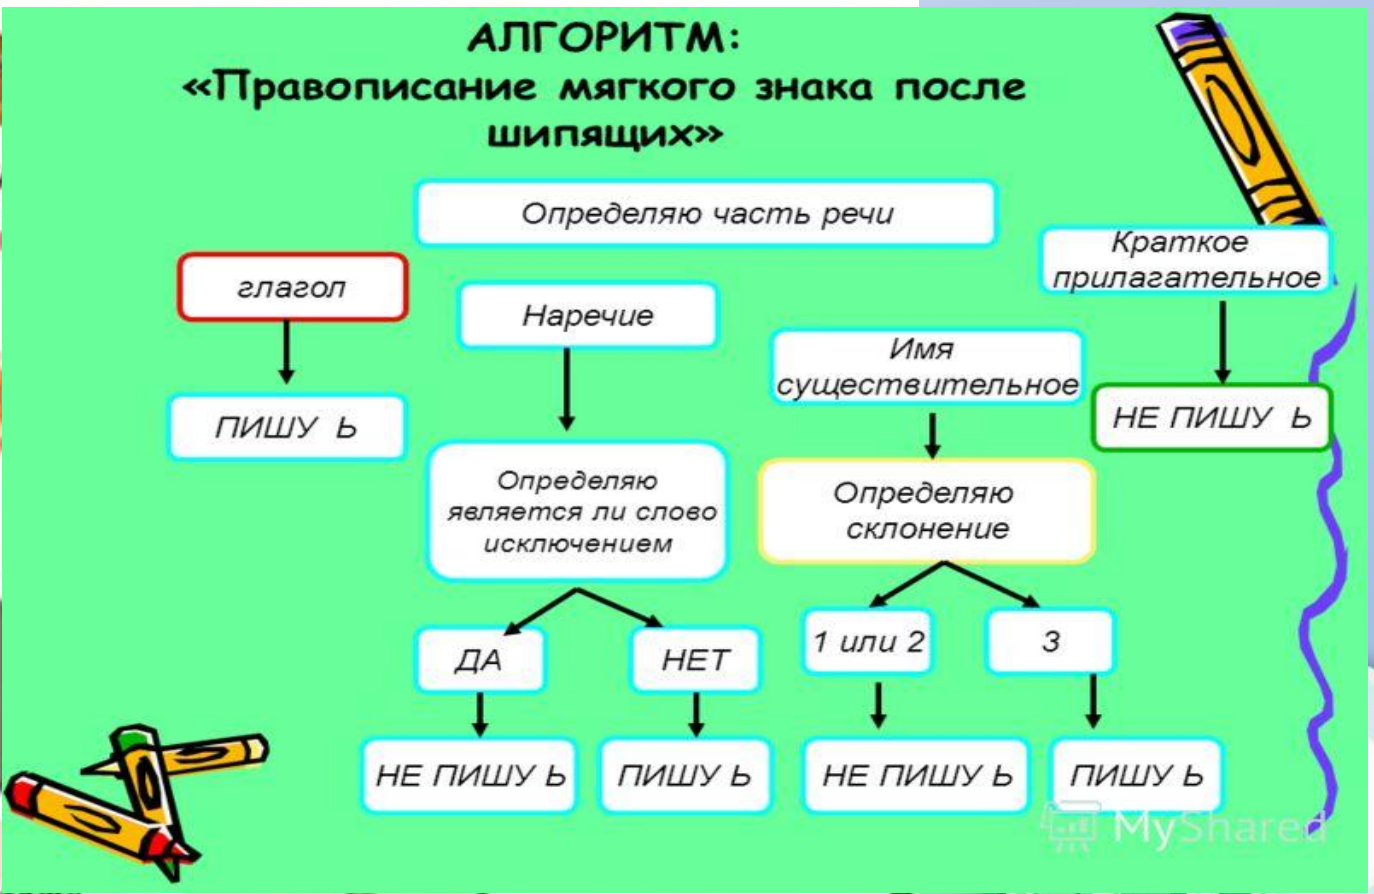 АЛГОРИТМ:
«Правописание мягкого знака после
шипящих»
Определяю часть речи
Краткое
прилагательное
глагол
Наречие
Имя
существительное
ПИШУ Ь
НЕ ПИШУ Ь
Определяю
является ли слово
исключением
Определяю
склонение
ДА
НЕТ
1 или 2
3
НЕ ПИШУ Ь
ПИШУ Ь
НЕ ПИШУ Ь
ПИШУ Ь
MyShared